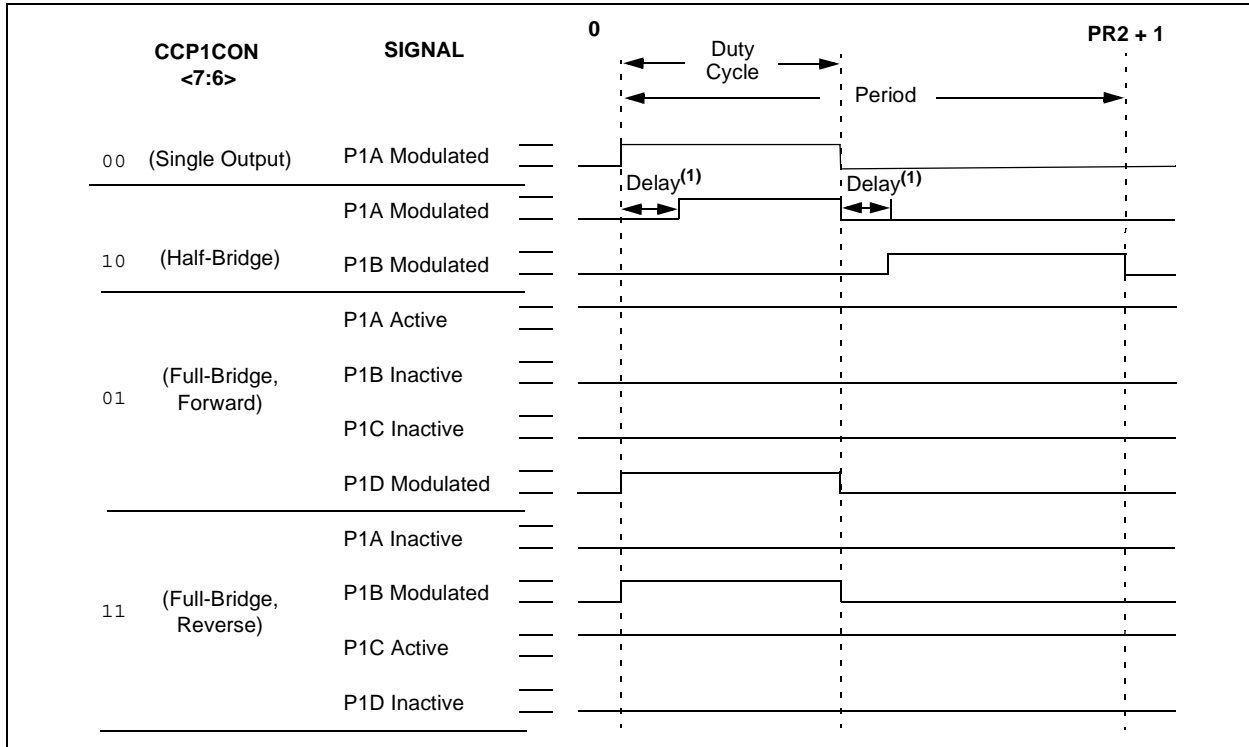 0
PR2 + 1
CCP1CON
<7:6>
SIGNAL
Duty
Cycle
Period
00 (Single Output) P1A Modulated
Delay(1)
Delay(1)
P1A Modulated
10 (Half-Bridge) P1B Modulated
P1A Active
01 (Full-Bridge,
Forward)
P1B Inactive
P1C Inactive
P1D Modulated
P1A Inactive
11 (Full-Bridge,
Reverse)
P1B Modulated
P1C Active
P1D Inactive